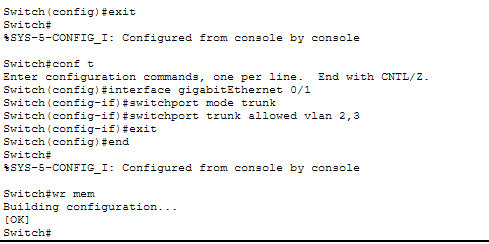 Switch(config)#exit
Switch#
%SYS-5-CONFIG_I: Configured from console by console

Switch#conf t
Enter configuration commands, one per line.  End with CNTL/Z.
Switch(config)#interface gigabitEthernet 0/1
Switch(config-if)#switchport mode trunk
Switch(config-if)#switchport trunk allowed vlan 2,3
Switch(config-if)#exit
Switch(config)#end
Switch#
%SYS-5-CONFIG_I: Configured from console by console

Switch#wr mem
Building configuration...
[OK]
Switch#